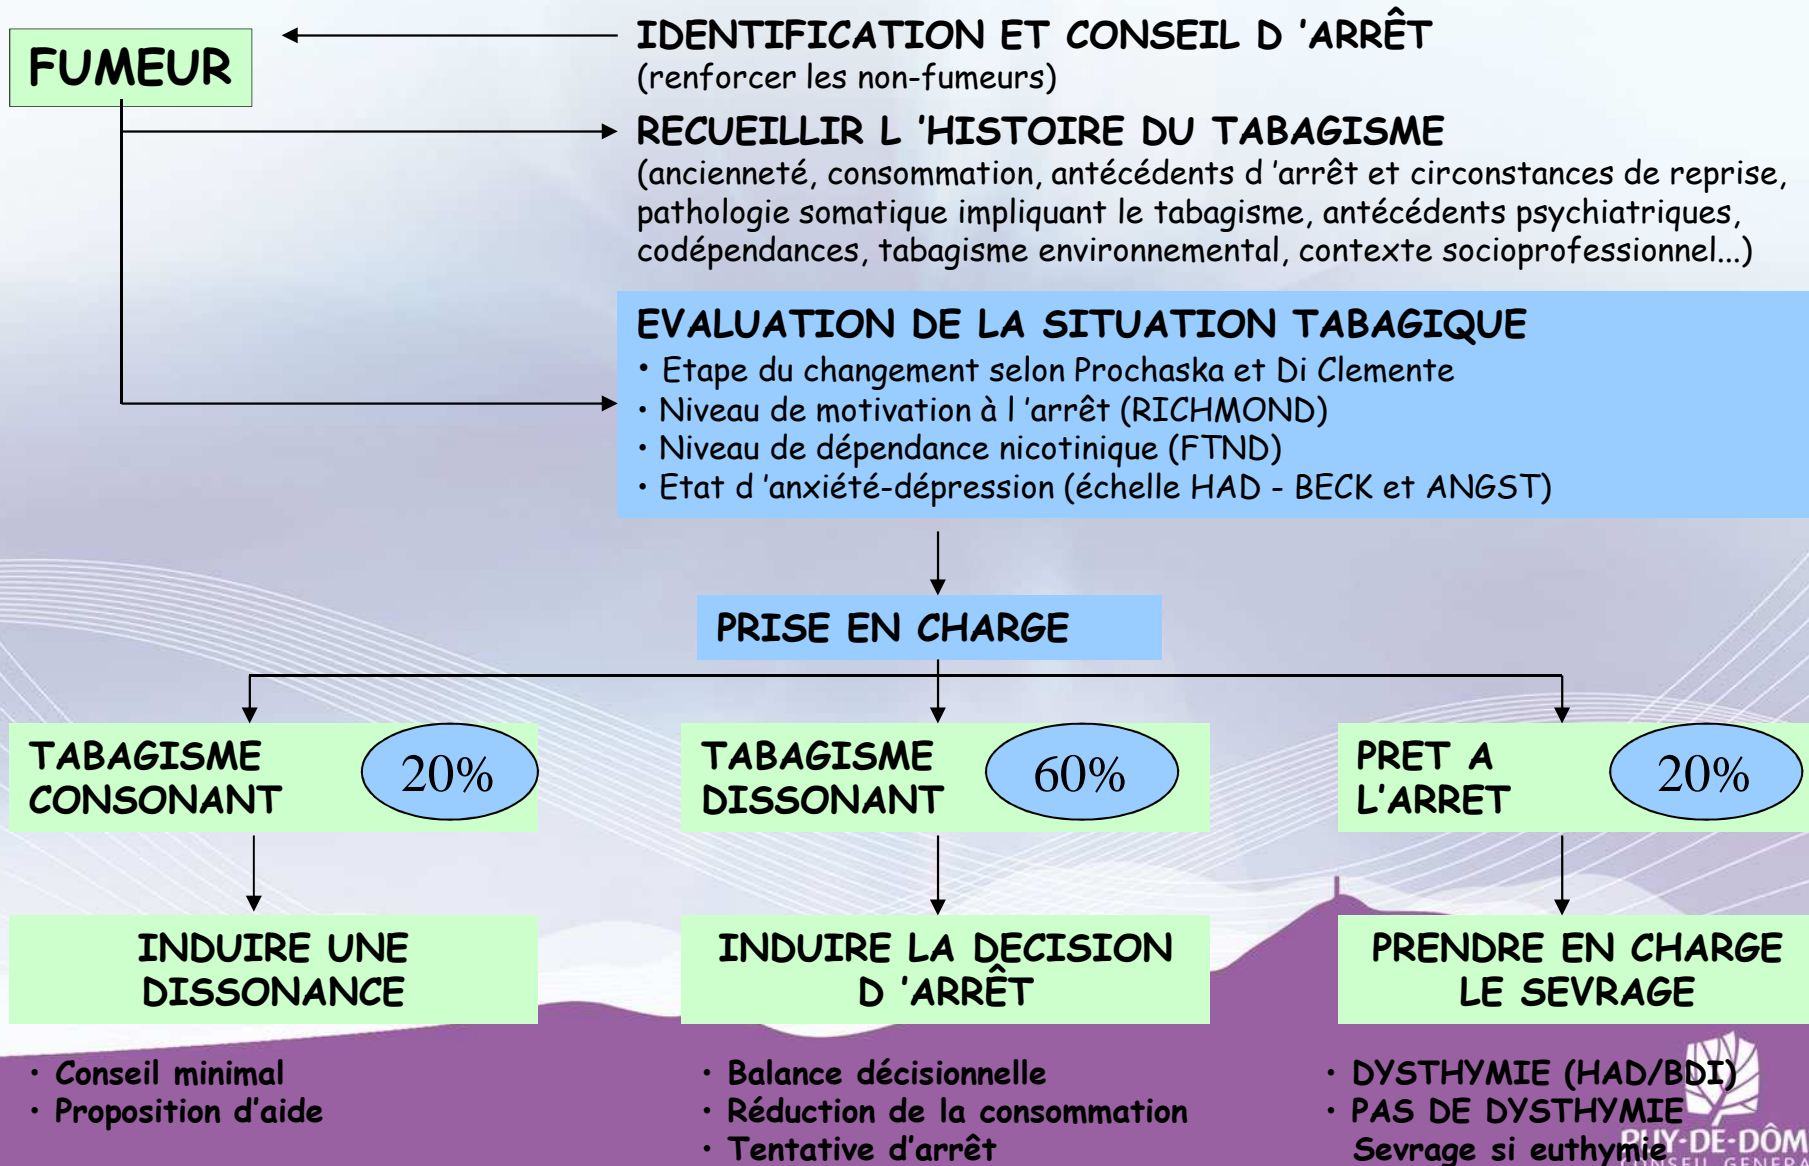 FUMEUR
IDENTIFICATION ET CONSEIL D 'ARRÊT
(renforcer les non-fumeurs)
RECUEILLIR L 'HISTOIRE DU TABAGISME
(ancienneté, consommation, antécédents d 'arrêt et circonstances de reprise,
pathologie somatique impliquant le tabagisme, antécédents psychiatriques,
codépendances, tabagisme environnemental, contexte socioprofessionnel...)
EVALUATION DE LA SITUATION TABAGIQUE
• Etape du changement selon Prochaska et Di Clemente
• Niveau de motivation à l 'arrêt (RICHMOND)
• Niveau de dépendance nicotinique (FTND)
• Etat d 'anxiété-dépression (échelle HAD - BECK et ANGST)
PRISE EN CHARGE
TABAGISME
CONSONANT
20%
TABAGISME
DISSONANT
60%
PRET A
L'ARRET
20%
INDUIRE UNE
DISSONANCE
INDUIRE LA DECISION
D 'ARRÊT
PRENDRE EN CHARGE
LE SEVRAGE
• Conseil minimal
• Proposition d'aide
• Balance décisionnelle
• Réduction de la consommation
• Tentative d'arrêt
• DYSTHYMIE (HAD/BDI)
• PAS DE DYSTHYMIE
Sevrage si euthymie
PUY-DE-DÔM
CONSEIL GENERA